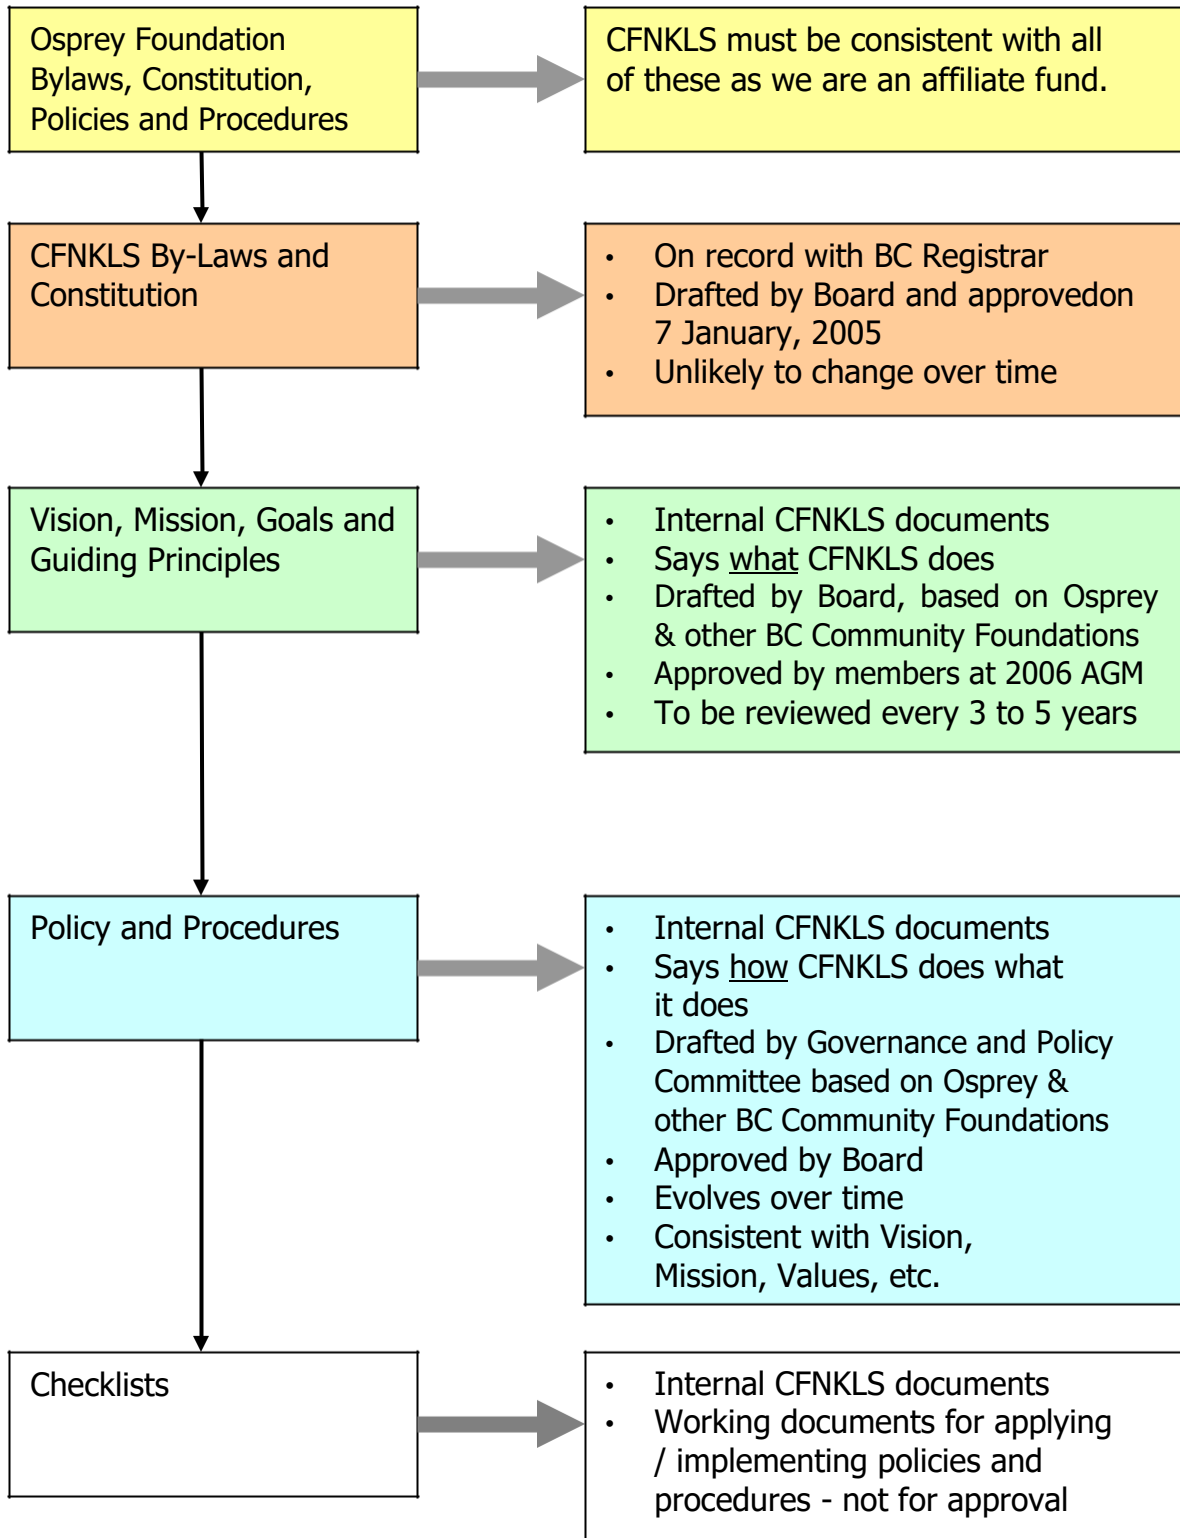 Osprey Foundation
Bylaws, Constitution,
Policies and Procedures
CFNKLS must be consistent with all
of these as we are an affiliate fund.
CFNKLS By-Laws and
Constitution
• On record with BC Registrar
• Drafted by Board and approvedon
7 January, 2005
• Unlikely to change over time
Vision, Mission, Goals and
Guiding Principles
• Internal CFNKLS documents
• Says what CFNKLS does
• Drafted by Board, based on Osprey
& other BC Community Foundations
• Approved by members at 2006 AGM
• To be reviewed every 3 to 5 years
Policy and Procedures
• Internal CFNKLS documents
• Says how CFNKLS does what
it does
• Drafted by Governance and Policy
Committee based on Osprey &
other BC Community Foundations
• Approved by Board
• Evolves over time
• Consistent with Vision,
Mission, Values, etc.
Checklists
• Internal CFNKLS documents
• Working documents for applying
/ implementing policies and
procedures - not for approval